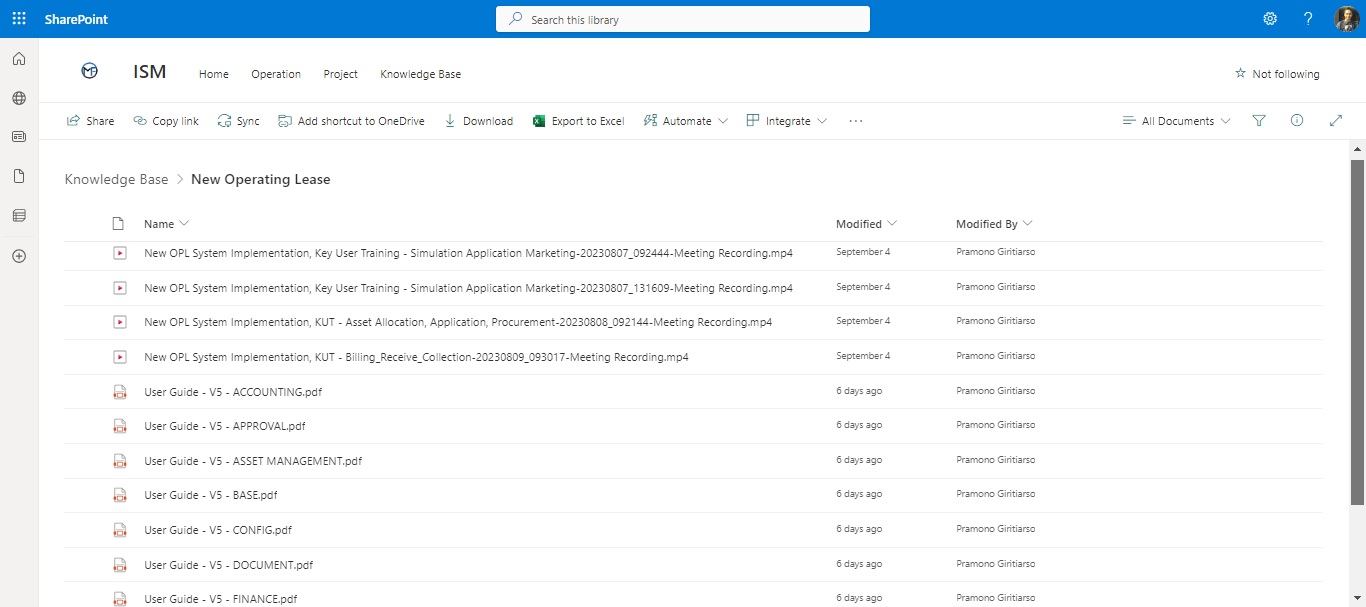 SharePoint
Search this library
?
MF
ISM
Home Operation Project Knowledge Base
Not following
Share Copy link Sync Add shortcut to OneDrive Download Export to Excel Automate Integrate ... All Documents
Knowledge Base > New Operating Lease
Name Modified Modified By
New OPL System Implementation, Key User Training - Simulation Application Marketing-20230807_092444-Meeting Recording.mp4 September 4 Pramono Giritiarso
New OPL System Implementation, Key User Training - Simulation Application Marketing-20230807_131609-Meeting Recording.mp4 September 4 Pramono Giritiarso
New OPL System Implementation, KUT - Asset Allocation, Application, Procurement-20230808_092144-Meeting Recording.mp4 September 4 Pramono Giritiarso
New OPL System Implementation, KUT - Billing_Receive_Collection-20230809_093017-Meeting Recording.mp4 September 4 Pramono Giritiarso
User Guide - V5 - ACCOUNTING.pdf 6 days ago Pramono Giritiarso
User Guide - V5 - APPROVAL.pdf 6 days ago Pramono Giritiarso
User Guide - V5 - ASSET MANAGEMENT.pdf 6 days ago Pramono Giritiarso
User Guide - V5 - BASE.pdf 6 days ago Pramono Giritiarso
User Guide - V5 - CONFIG.pdf 6 days ago Pramono Giritiarso
User Guide - V5 - DOCUMENT.pdf 6 days ago Pramono Giritiarso
User Guide - V5 - FINANCE.pdf 6 days ago Pramono Giritiarso